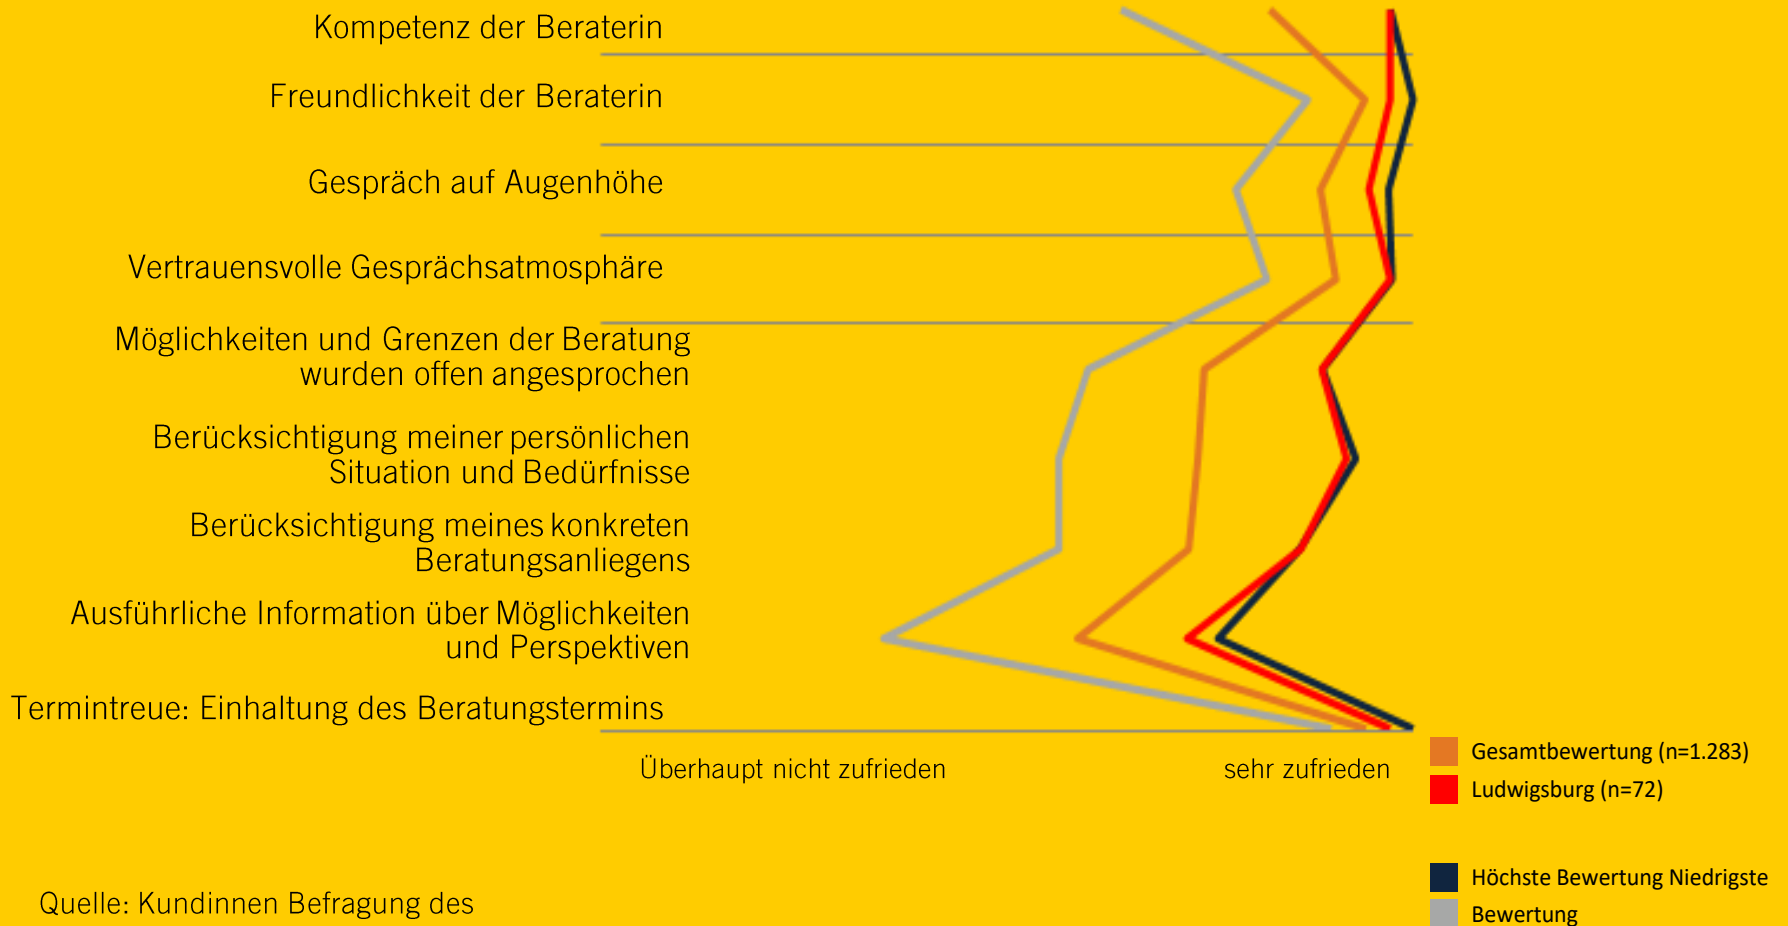 Kompetenz der Beraterin
Freundlichkeit der Beraterin
Gespräch auf Augenhöhe
Vertrauensvolle Gesprächsatmosphäre
Möglichkeiten und Grenzen der Beratung
wurden offen angesprochen
Berücksichtigung meiner persönlichen
Situation und Bedürfnisse
Berücksichtigung meines konkreten
Beratungsanliegens
Ausführliche Information über Möglichkeiten
und Perspektiven
Termintreue: Einhaltung des Beratungstermins
Überhaupt nicht zufrieden
sehr zufrieden
Gesamtbewertung (n=1.283)
Ludwigsburg (n=72)
Höchste Bewertung Niedrigste
Bewertung
Quelle: Kundinnen Befragung des